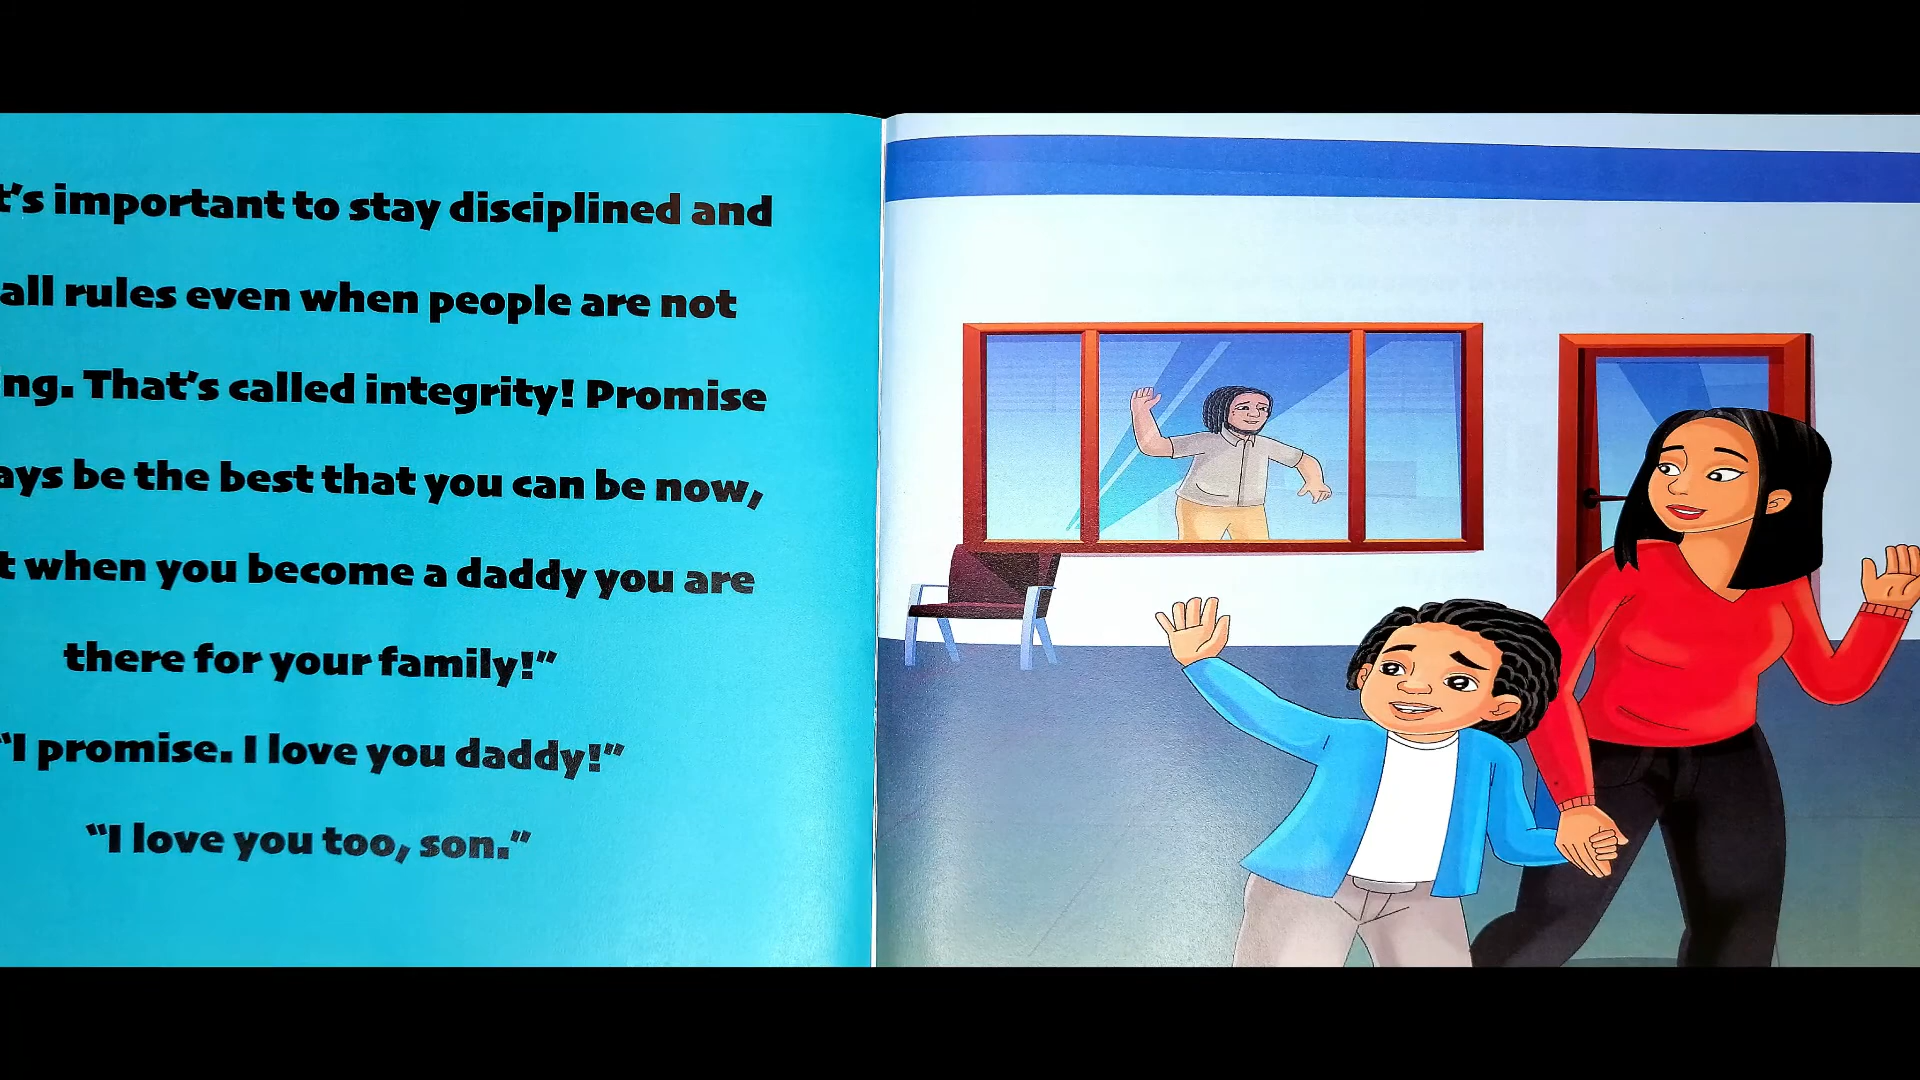 t's important to stay disciplined and
all rules even when people are not
ng. That's called integrity! Promise
ays be the best that you can be now,
t when you become a daddy you are
there for your family!”
“I promise. I love you daddy!”
“I love you too, son.”